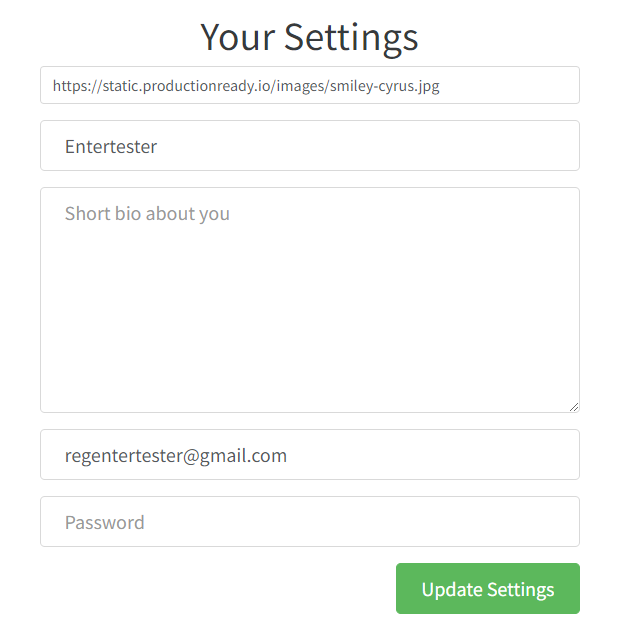 Your Settings
https://static.productionready.io/images/smiley-cyrus.jpg
Entertester
Short bio about you
regentertester@gmail.com
Password
Update Settings